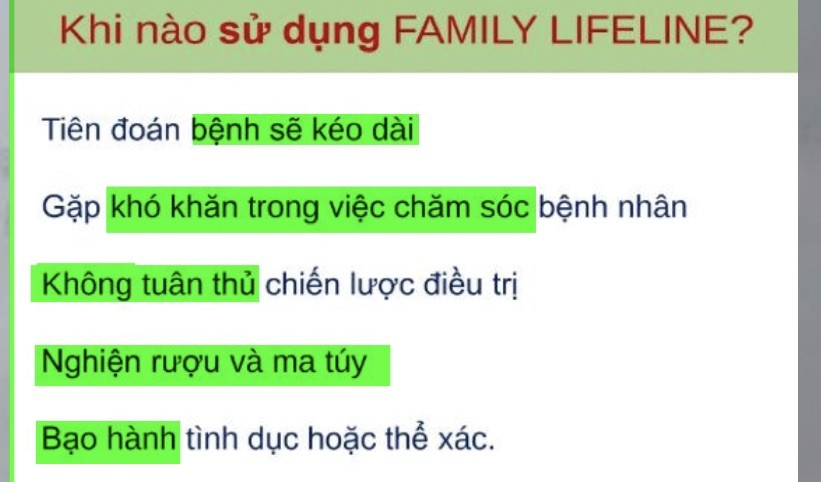 Khi nào sử dụng FAMILY LIFELINE?
Tiên đoán bệnh sẽ kéo dài
Gặp khó khăn trong việc chăm sóc bệnh nhân
Không tuân thủ chiến lược điều trị
Nghiện rượu và ma túy
Bạo hành tình dục hoặc thể xác.